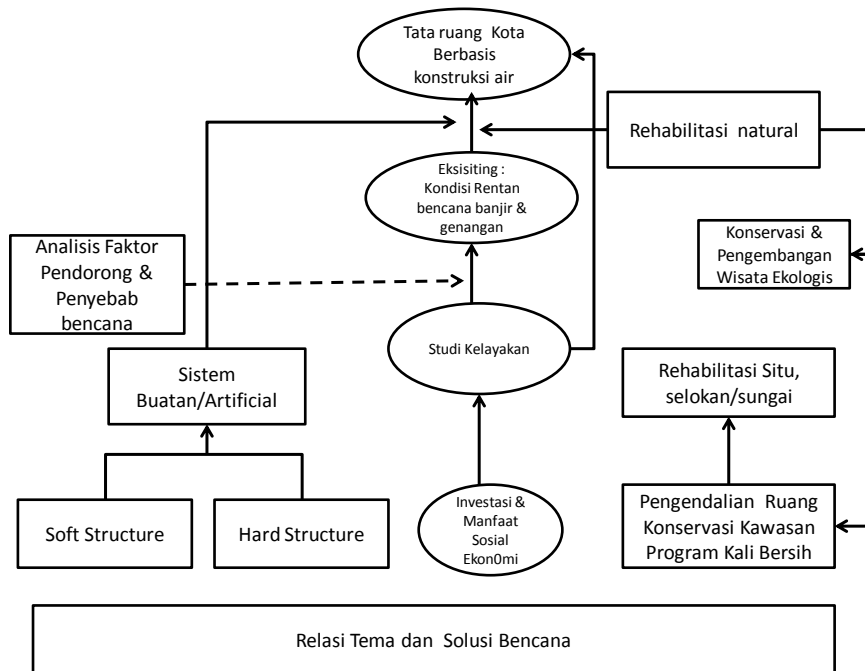 Tata ruang Kota
Berbasis
konstruksi air
Rehabilitasi natural
Eksisiting :
Kondisi Rentan
bencana banjir &
genangan
Analisis Faktor
Pendorong &
Penyebab
bencana
Konservasi &
Pengembangan
Wisata Ekologis
Studi Kelayakan
Sistem
Buatan/Artificial
Rehabilitasi Situ,
selokan/sungai
Soft Structure
Hard Structure
Investasi &
Manfaat
Sosial
Ekon0mi
Pengendalian Ruang
Konservasi Kawasan
Program Kali Bersih
Relasi Tema dan Solusi Bencana